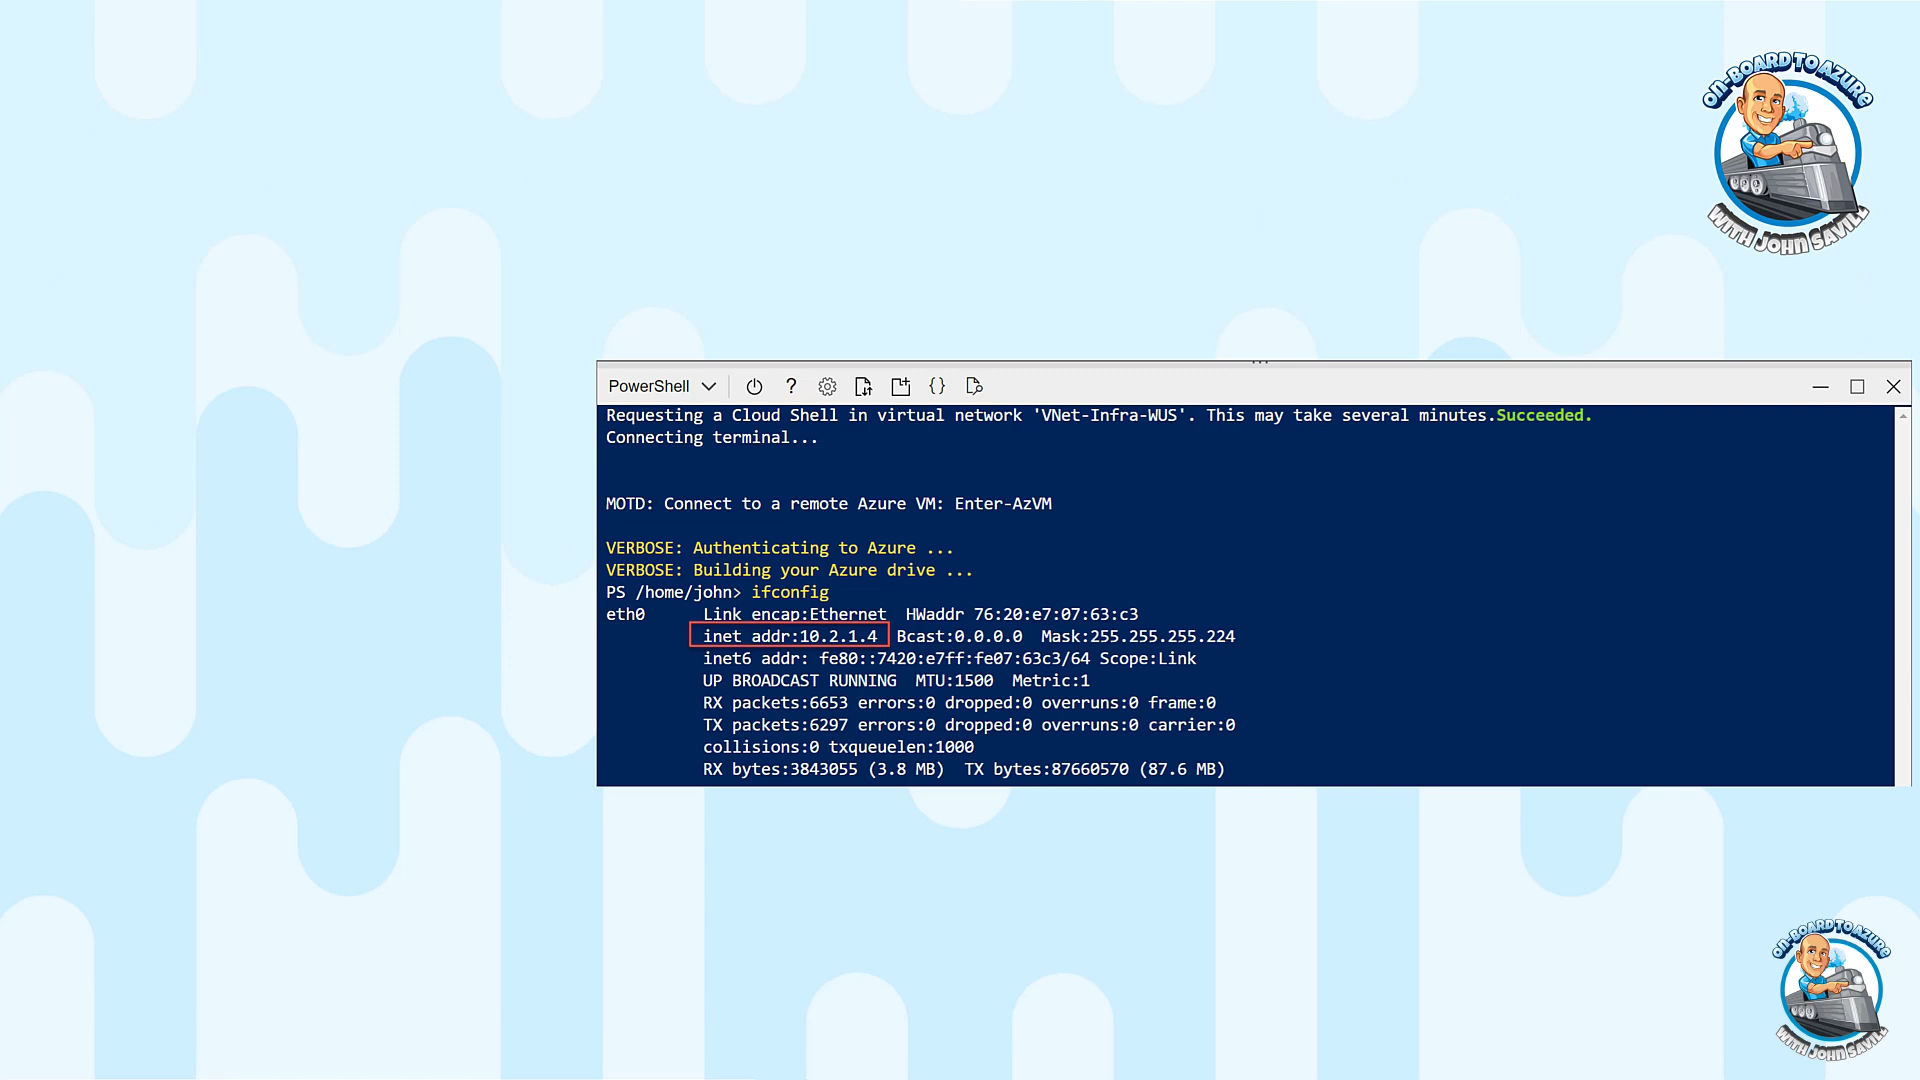 ON-BOARD TO AZURE
WITH JOHN SAVILL
PowerShell
Requesting a Cloud Shell in virtual network 'VNet-Infra-WUS'. This may take several minutes.Succeeded.
Connecting terminal...
MOTD: Connect to a remote Azure VM: Enter-AzVM
VERBOSE: Authenticating to Azure ...
VERBOSE: Building your Azure drive ...
PS /home/john> ifconfig
eth0 Link encap:Ethernet HWaddr 76:20:e7:07:63:c3
inet addr:10.2.1.4 Bcast:0.0.0.0 Mask:255.255.255.224
inet6 addr: fe80::7420:e7ff:fe07:63c3/64 Scope:Link
UP BROADCAST RUNNING MTU:1500 Metric:1
RX packets:6653 errors:0 dropped:0 overruns:0 frame:0
TX packets:6297 errors:0 dropped:0 overruns:0 carrier:0
collisions:0 txqueuelen:1000
RX bytes:3843055 (3.8 MB) TX bytes:87660570 (87.6 MB)
ON-BOARD TO AZURE
WITH JOHN SAVILL